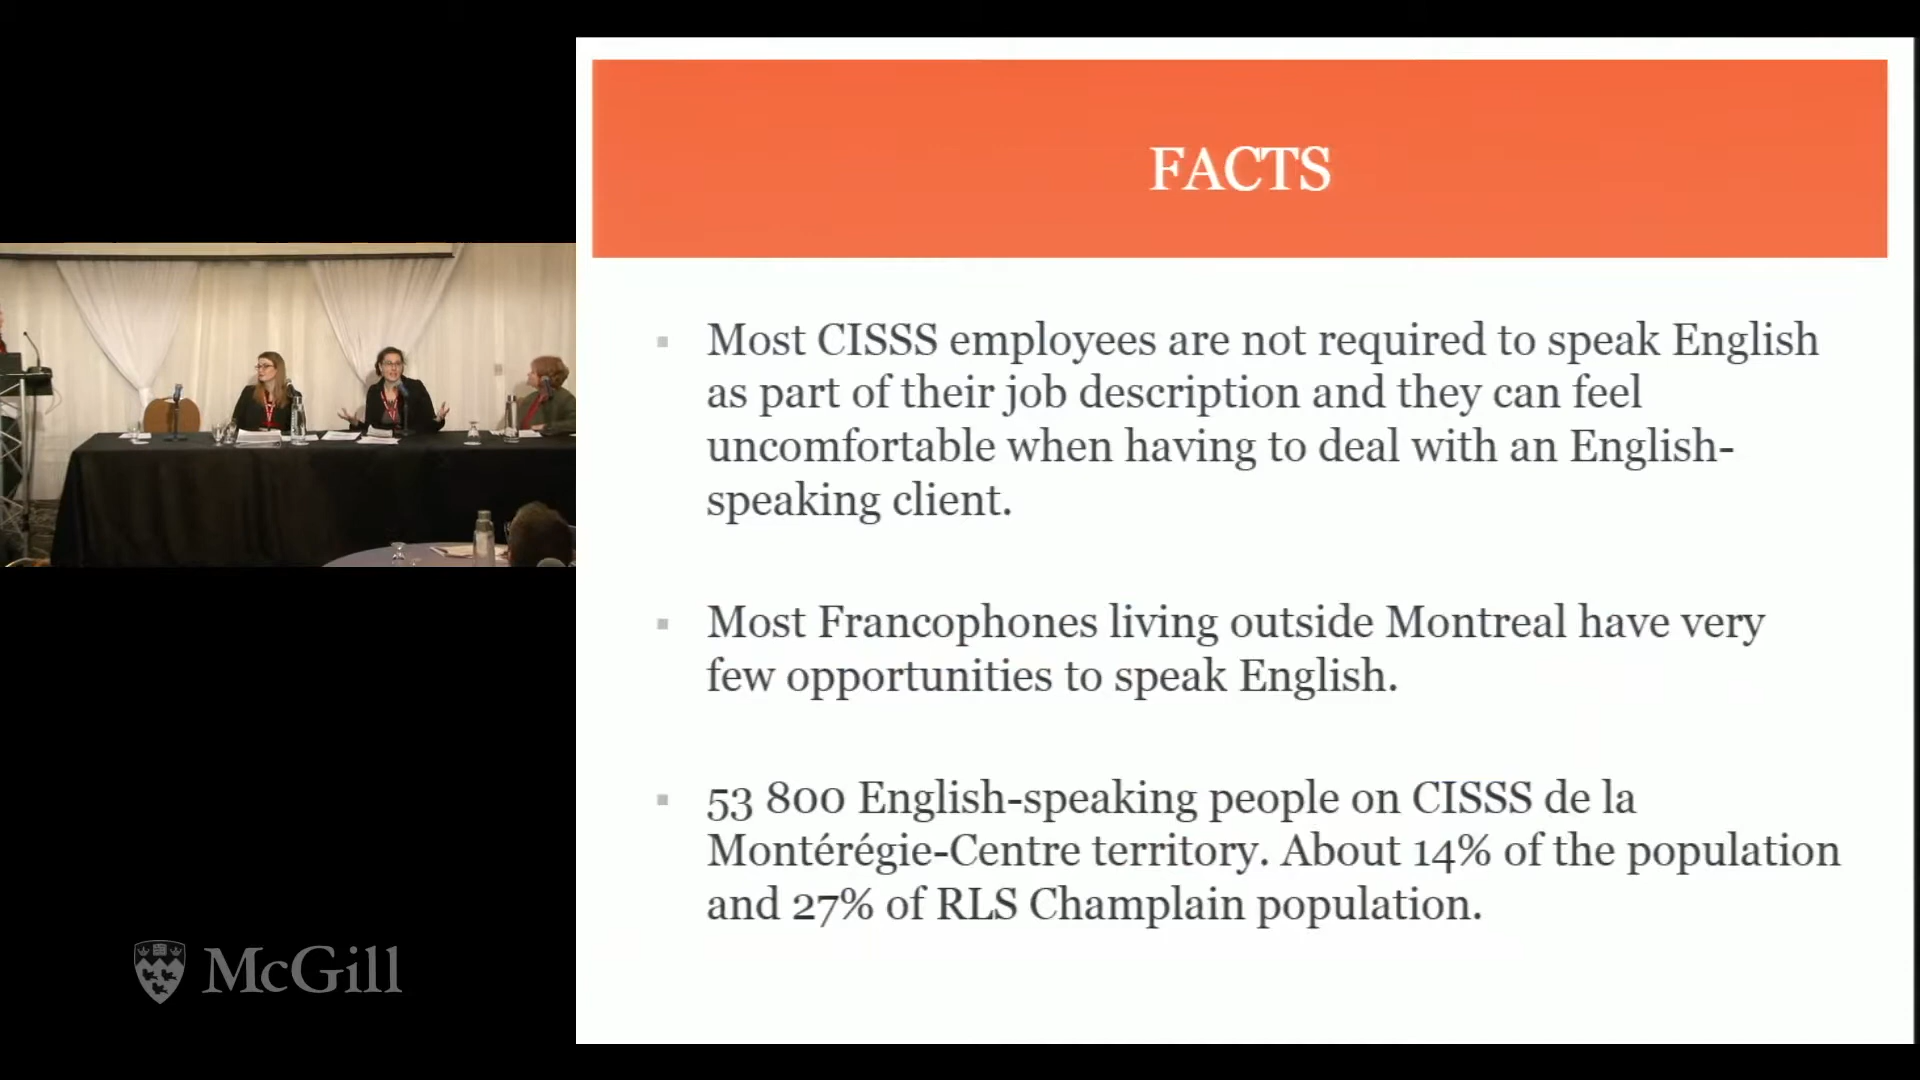 FACTS
Most CISSS employees are not required to speak English
as part of their job description and they can feel
uncomfortable when having to deal with an English-
speaking client.
Most Francophones living outside Montreal have very
few opportunities to speak English.
53 800 English-speaking people on CISSS de la
Montérégie-Centre territory. About 14% of the population
and 27% of RLS Champlain population.
McGill